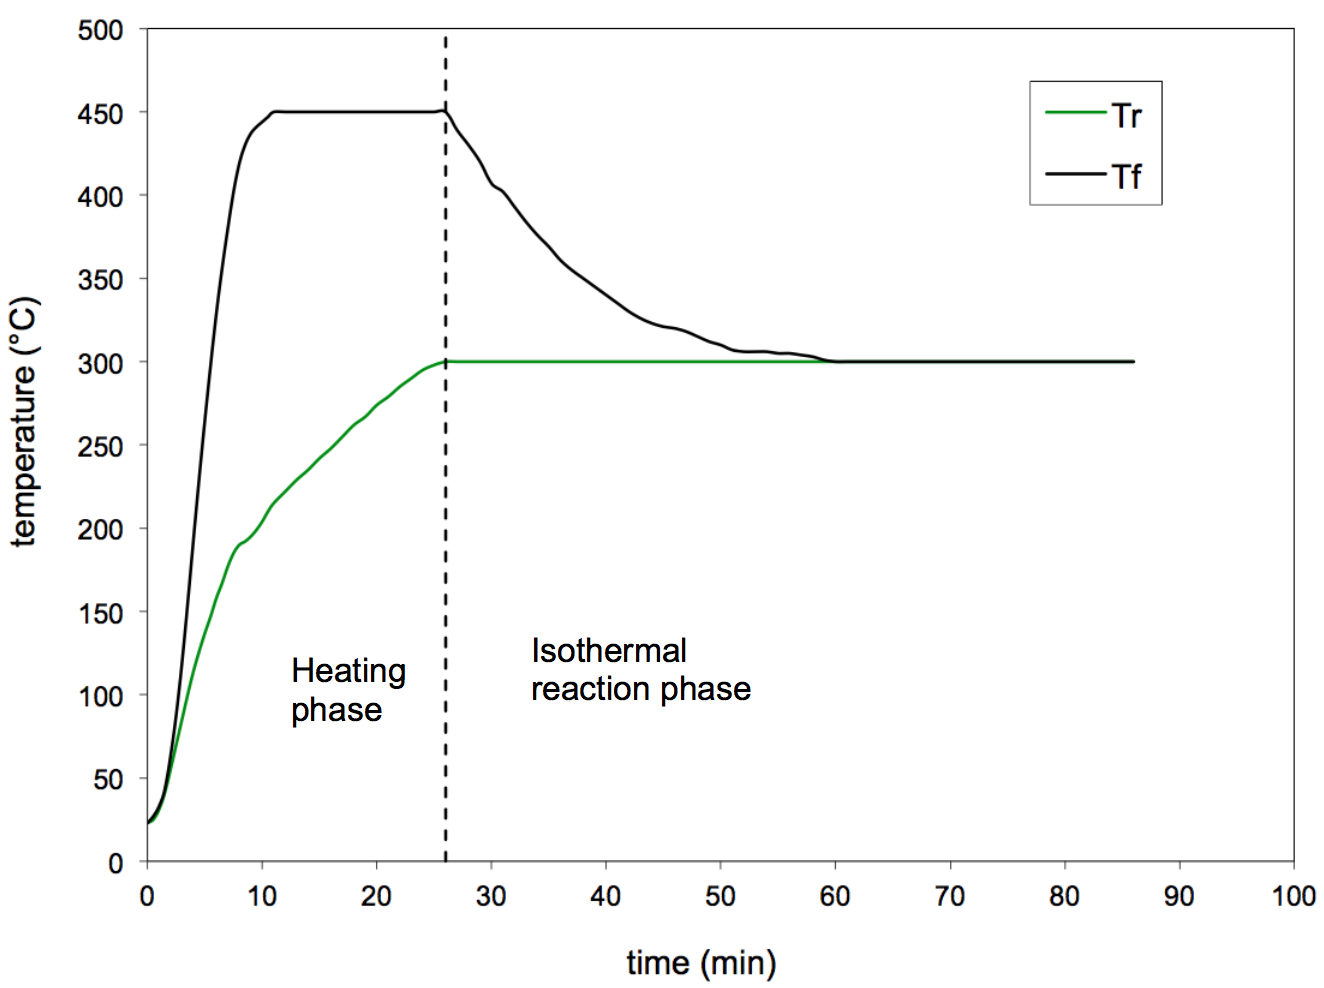 500
450
400
350
300
250
200
150
100
50
0
temperature (°C)
Tr
Tf
Heating
phase
Isothermal
reaction phase
0 10 20 30 40 50 60 70 80 90 100
time (min)